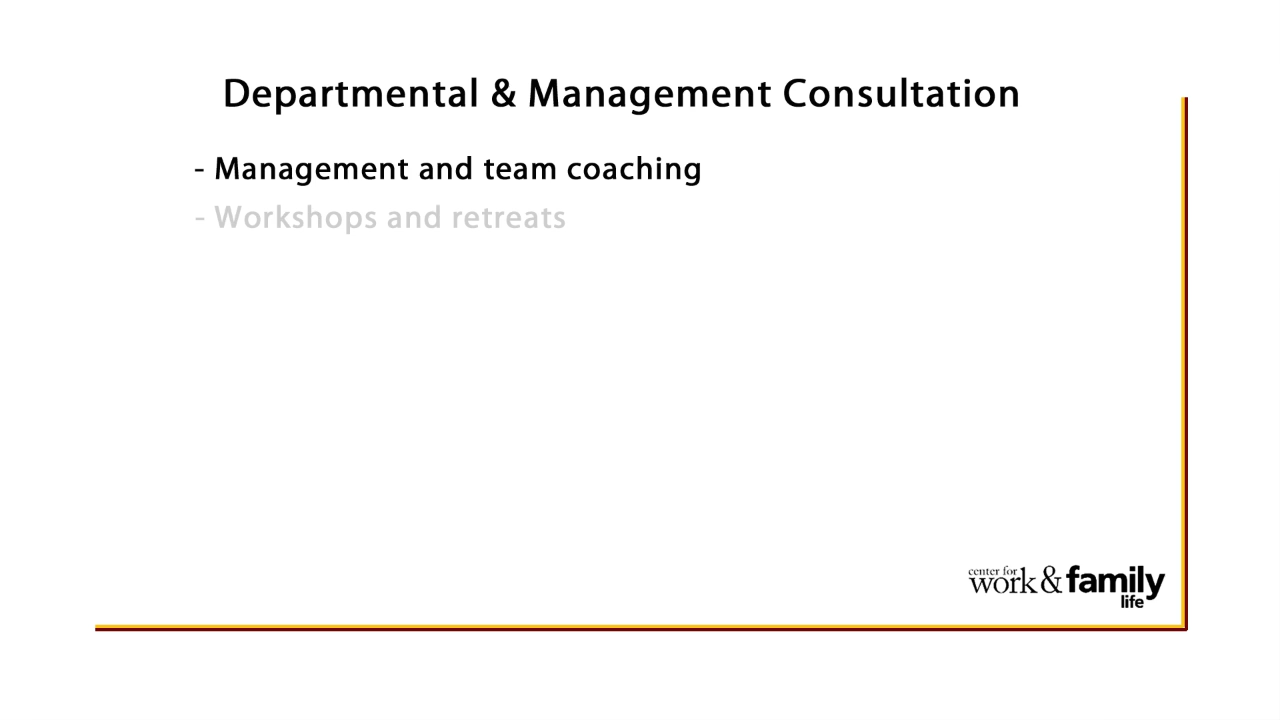 Departmental & Management Consultation
- Management and team coaching
- Workshops and retreats
center for
work & family
life